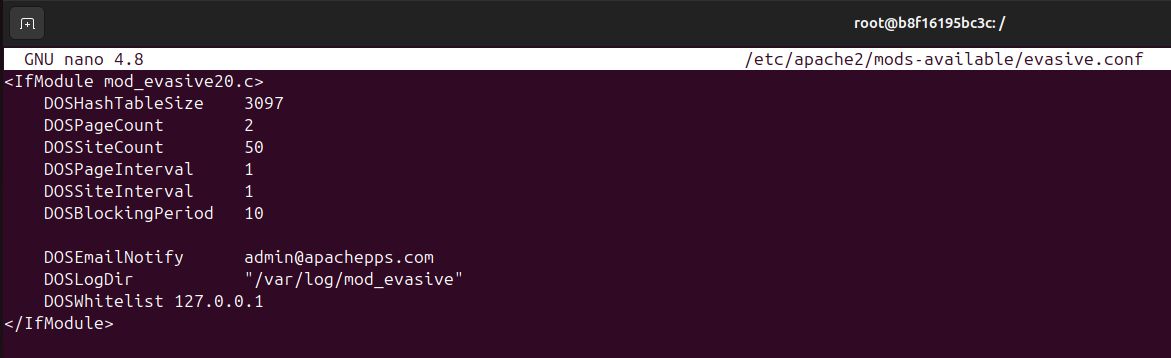 root@b8f16195bc3c: /
GNU nano 4.8 /etc/apache2/mods-available/evasive.conf
<IfModule mod_evasive20.c>
    DOSHashTableSize    3097
    DOSPageCount        2
    DOSSiteCount        50
    DOSPageInterval     1
    DOSSiteInterval     1
    DOSBlockingPeriod   10

    DOSEmailNotify      admin@apachepps.com
    DOSLogDir           "/var/log/mod_evasive"
    DOSWhitelist 127.0.0.1
</IfModule>